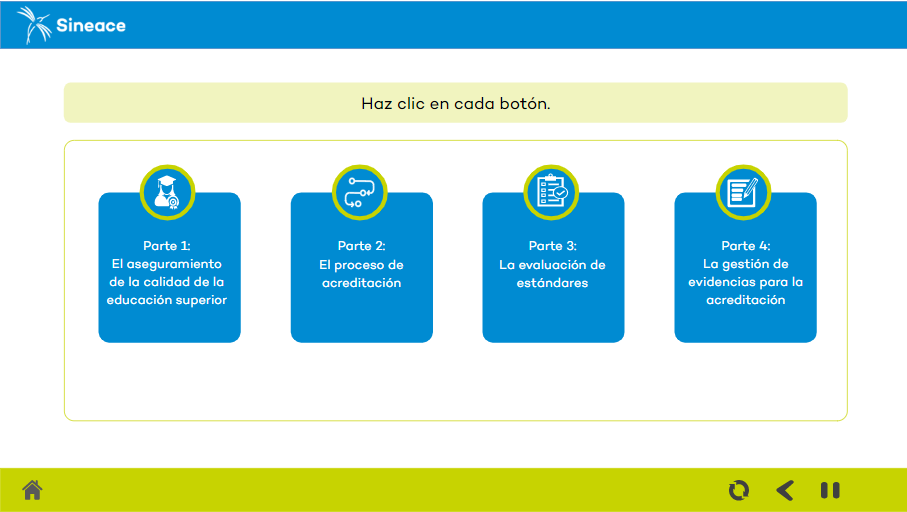 Sineace
Haz clic en cada botón.
Parte 1:
El aseguramiento
de la calidad de la
educación superior
Parte 2:
El proceso de
acreditación
Parte 3:
La evaluación de
estándares
Parte 4:
La gestión de
evidencias para la
acreditación